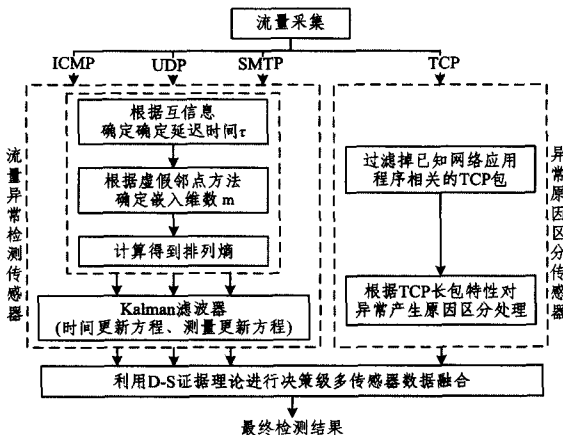 流量采集
ICMP
UDP
SMTP
TCP
流量异常检测传感器
根据互信息
确定确定延迟时间τ
根据虚假邻点方法
确定嵌入维数 m
计算得到排列熵
Kalman滤波器
(时间更新方程、测量更新方程)
过滤掉已知网络应用
程序相关的TCP包
根据TCP长包特性对
异常产生原因区分处理
异常原因区分传感器
利用D-S证据理论进行决策级多传感器数据融合
最终检测结果